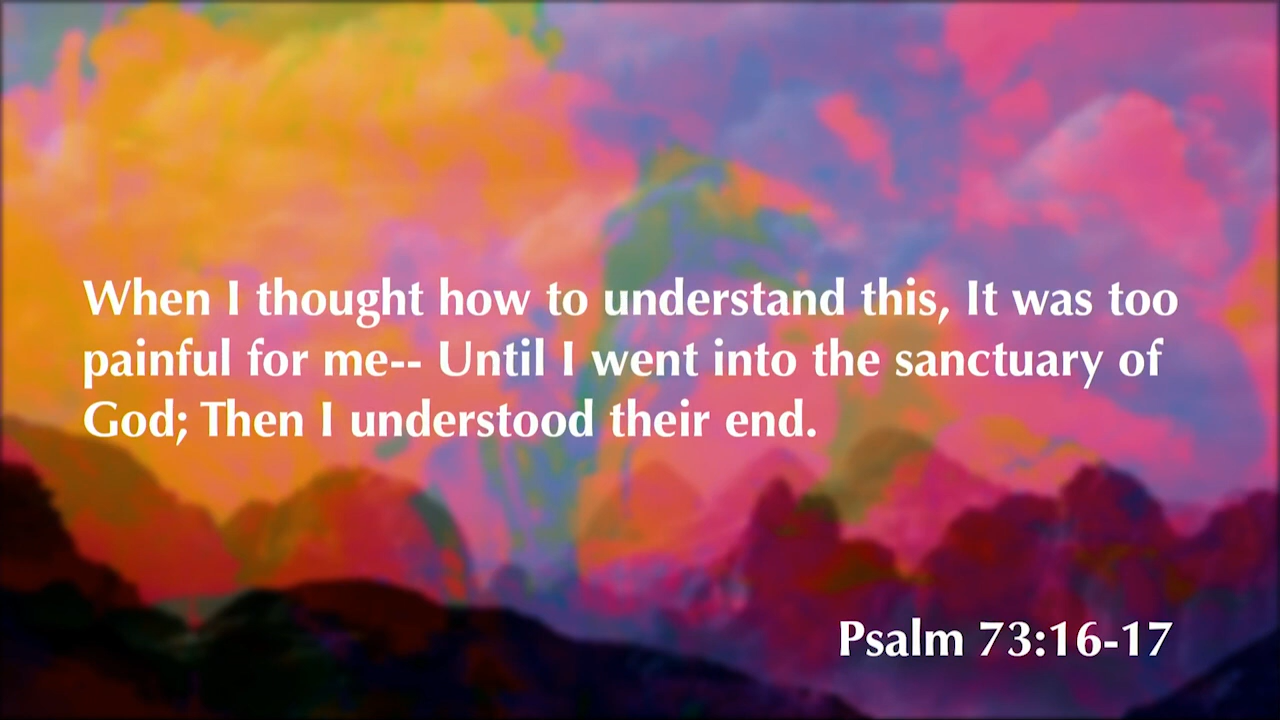 When I thought how to understand this, It was too
painful for me-- Until I went into the sanctuary of
God; Then I understood their end.
Psalm 73:16-17